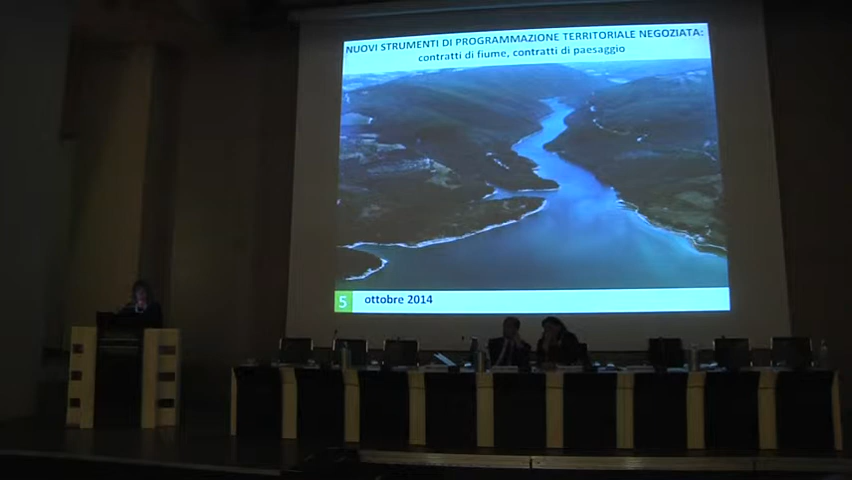 NUOVI STRUMENTI DI PROGRAMMAZIONE TERRITORIALE NEGOZIATA:
contratti di fiume, contratti di paesaggio
5 ottobre 2014